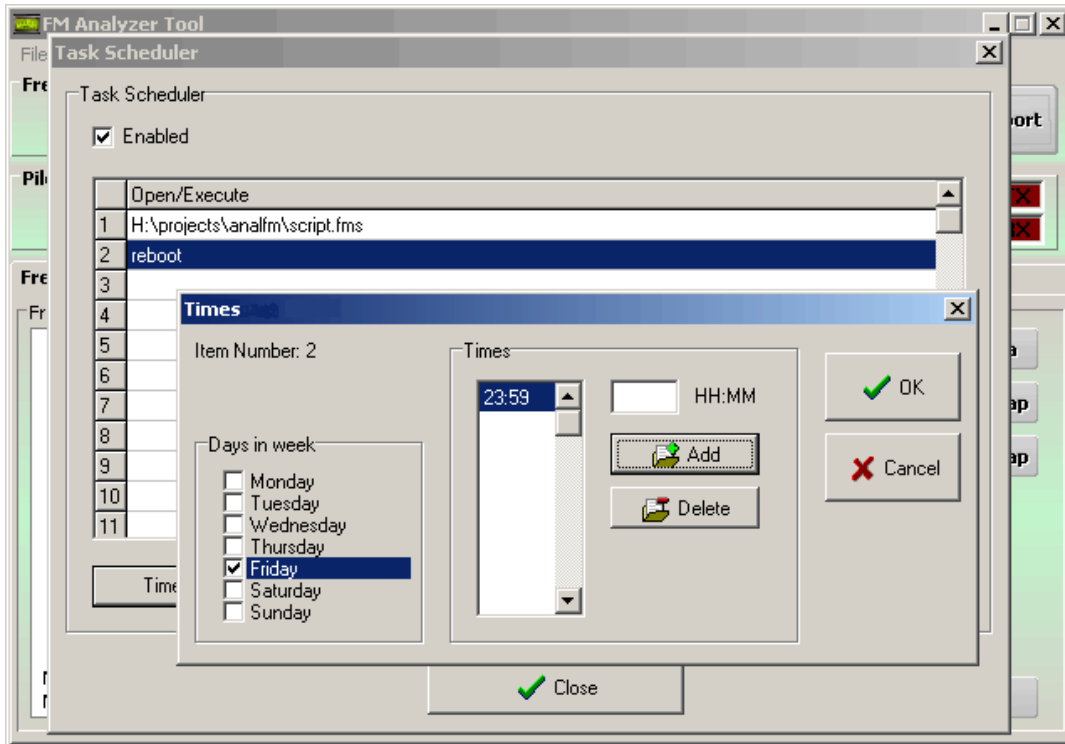 FM Analyzer Tool
File
Task Scheduler
Task Scheduler
Enabled
Open/Execute
1 H:\projects\analfm\script.fms
2 reboot
3
4
5
6
7
8
9
10
11
Times
Item Number: 2
Days in week
Monday
Tuesday
Wednesday
Thursday
Friday
Saturday
Sunday
Times
23:59
HH:MM
Add
Delete
OK
Cancel
Close